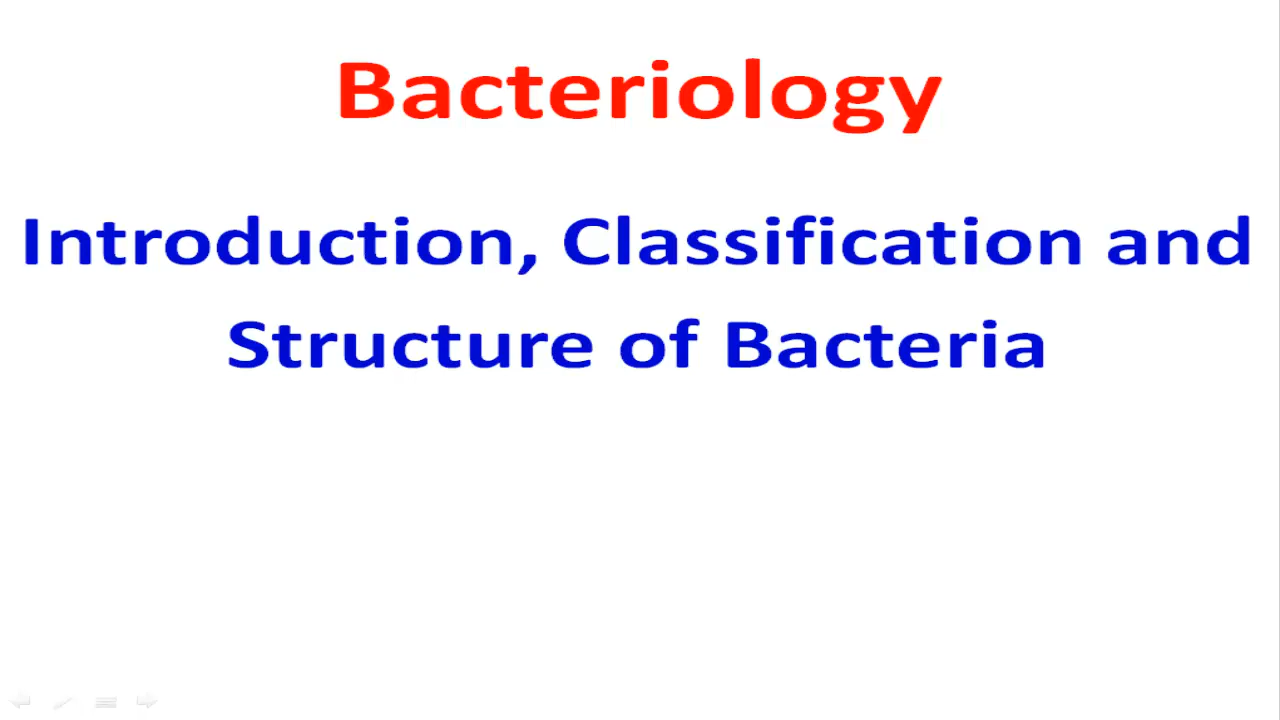 Bacteriology
Introduction, Classification and
Structure of Bacteria